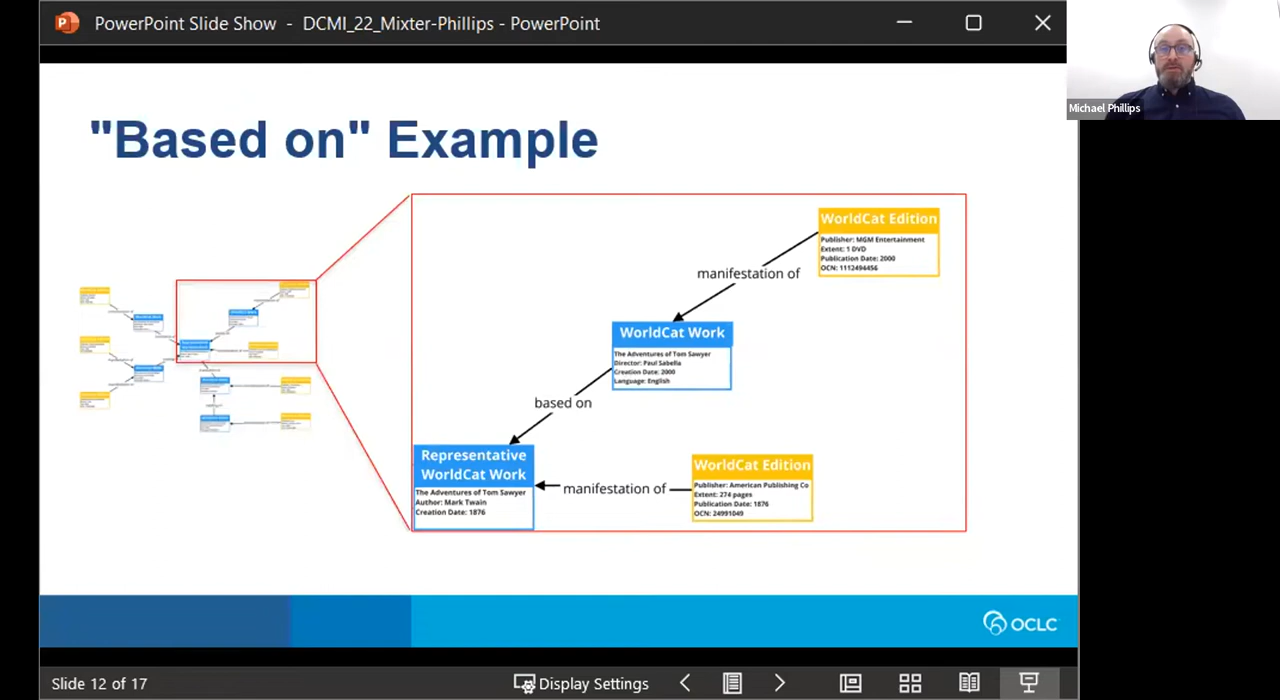 PowerPoint Slide Show - DCMI_22_Mixter-Phillips - PowerPoint
Michael Phillips
"Based on" Example
WorldCat Edition
Publisher: MGM Entertainment
Extent: 1 DVD
Publication Date: 2000
OCN: 1112494456
manifestation of
WorldCat Work
The Adventures of Tom Sawyer
Director: Paul Sabella
Creation Date: 2000
Language: English
based on
Representative
WorldCat Work
The Adventures of Tom Sawyer
Author: Mark Twain
Creation Date: 1876
manifestation of
WorldCat Edition
Publisher: American Publishing Co
Extent: 274 pages
Publication Date: 1876
OCN: 24991049
OCLC
Slide 12 of 17
Display Settings